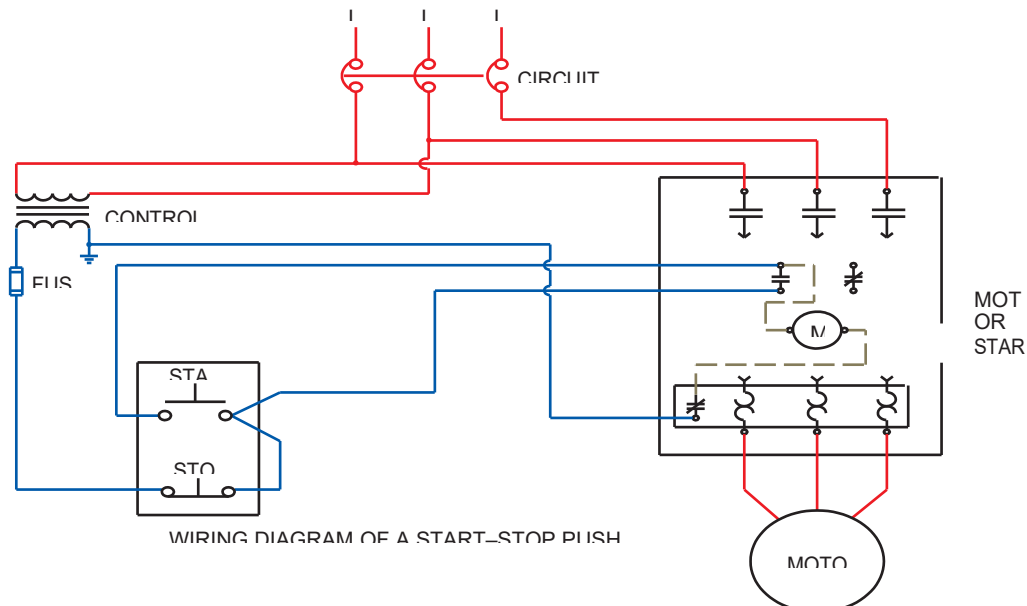 CIRCUIT
CONTROL
FUS
MOT
OR
STAR
M
STA
STO
WIRING DIAGRAM OF A START–STOP PUSH
MOTO